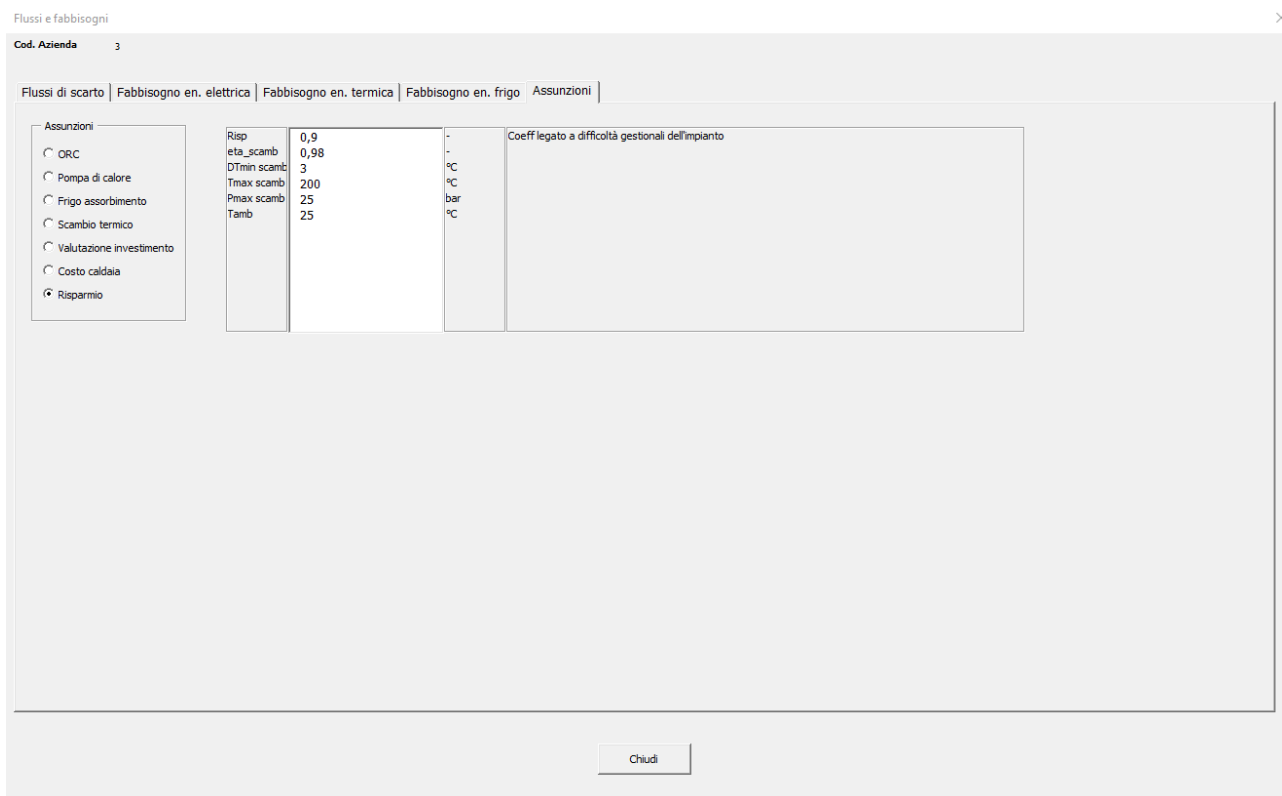 Flussi e fabbisogni
Cod. Azienda 3
Flussi di scarto Fabbisogno en. elettrica Fabbisogno en. termica Fabbisogno en. frigo Assunzioni
Assunzioni
ORC
Pompa di calore
Frigo assorbimento
Scambio termico
Valutazione investimento
Costo caldaia
Risparmio
Risp 0,9 - Coeff legato a difficoltà gestionali dell'impianto
eta_scamb 0,98 -
DTmin scamb 3 °C
Tmax scamb 200 °C
Pmax scamb 25 bar
Tamb 25 °C
Chiudi